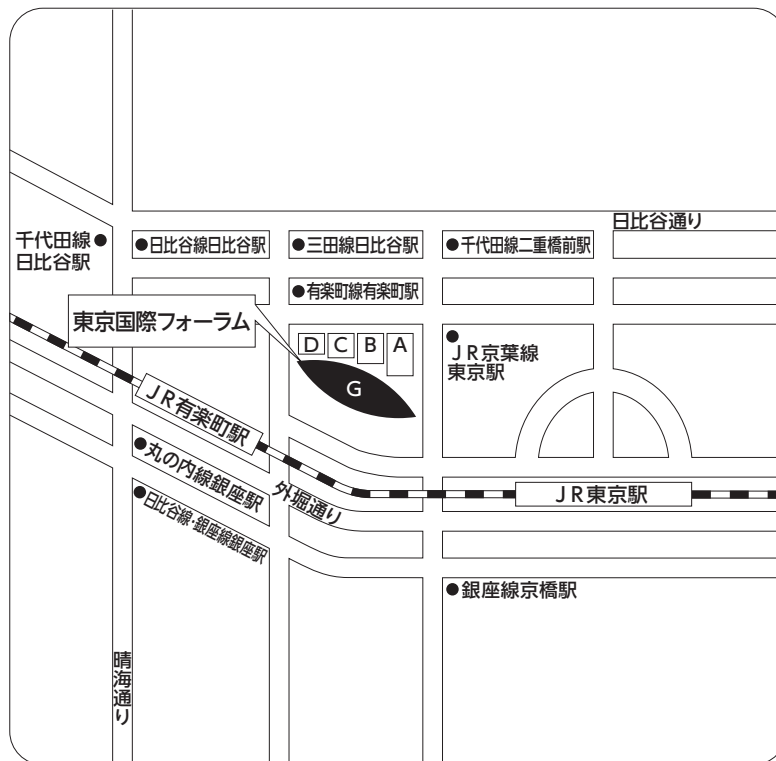 日比谷通り
千代田線
日比谷駅
日比谷線日比谷駅
三田線日比谷駅
千代田線二重橋前駅
有楽町線有楽町駅
東京国際フォーラム
D
C
B
A
G
JR京葉線
東京駅
JR有楽町駅
丸の内線銀座駅
外堀通り
JR東京駅
日比谷線・銀座線銀座駅
銀座線京橋駅
晴海通り